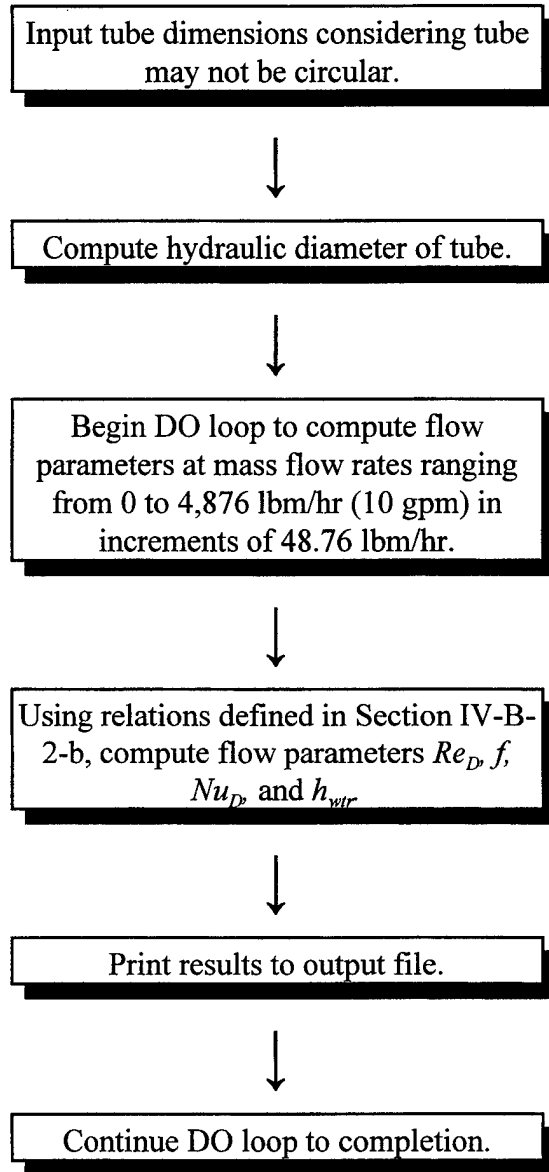 Input tube dimensions considering tube
may not be circular.
Compute hydraulic diameter of tube.
Begin DO loop to compute flow
parameters at mass flow rates ranging
from 0 to 4,876 lbm/hr (10 gpm) in
increments of 48.76 lbm/hr.
Using relations defined in Section IV-B-
2-b, compute flow parameters Re_D, f,
Nu_D, and h_wtr.
Print results to output file.
Continue DO loop to completion.